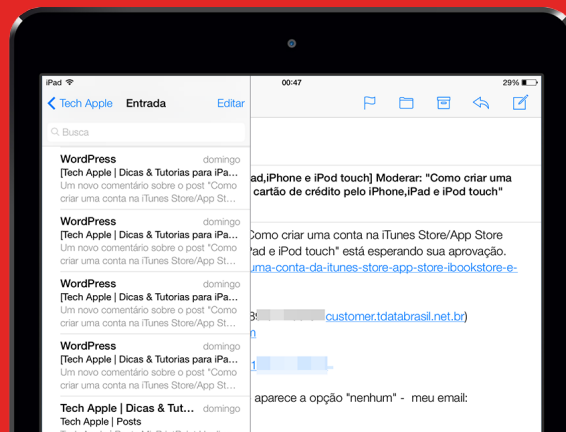 iPad
00:47
29%
Tech Apple
Entrada
Editar
Busca
WordPress domingo
[Tech Apple | Dicas & Tutorias para iPa...
Um novo comentário sobre o post "Como
criar uma conta na iTunes Store/App St...
WordPress domingo
[Tech Apple | Dicas & Tutorias para iPa...
Um novo comentário sobre o post "Como
criar uma conta na iTunes Store/App St...
WordPress domingo
[Tech Apple | Dicas & Tutorias para iPa...
Um novo comentário sobre o post "Como
criar uma conta na iTunes Store/App St...
WordPress domingo
[Tech Apple | Dicas & Tutorias para iPa...
Um novo comentário sobre o post "Como
criar uma conta na iTunes Store/App St...
Tech Apple | Dicas & Tut... domingo
Tech Apple | Posts
ad,iPhone e iPod touch] Moderar: "Como criar uma
cartão de crédito pelo iPhone,iPad e iPod touch"
Como criar uma conta na iTunes Store/App Store
Pad e iPod touch" está esperando sua aprovação.
uma-conta-da-itunes-store-app-store-ibookstore-e-
customer.tdatabrasil.net.br)
aparece a opção "nenhum" - meu email: